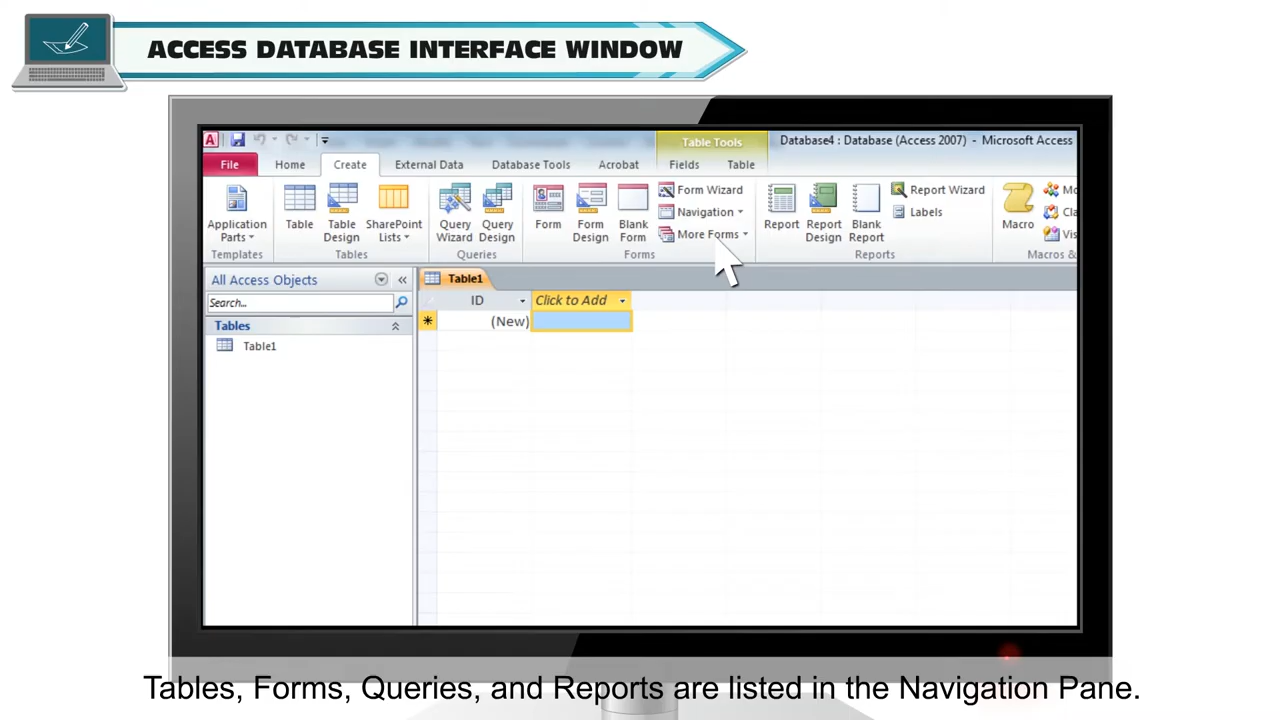 ACCESS DATABASE INTERFACE WINDOW
Table Tools
Database4 : Database (Access 2007) - Microsoft Access
File Home Create External Data Database Tools Acrobat Fields Table
Application Parts
Templates
Table
Table Design
SharePoint Lists
Tables
Query Wizard
Query Design
Queries
Form
Form Design
Blank Form
Form Wizard
Navigation
More Forms
Forms
Report
Report Design
Blank Report
Report Wizard
Labels
Reports
Macro
Mo
Cla
Vis
Macros &
All Access Objects
Search...
Tables
Table1
Table1
ID Click to Add
(New)
Tables, Forms, Queries, and Reports are listed in the Navigation Pane.